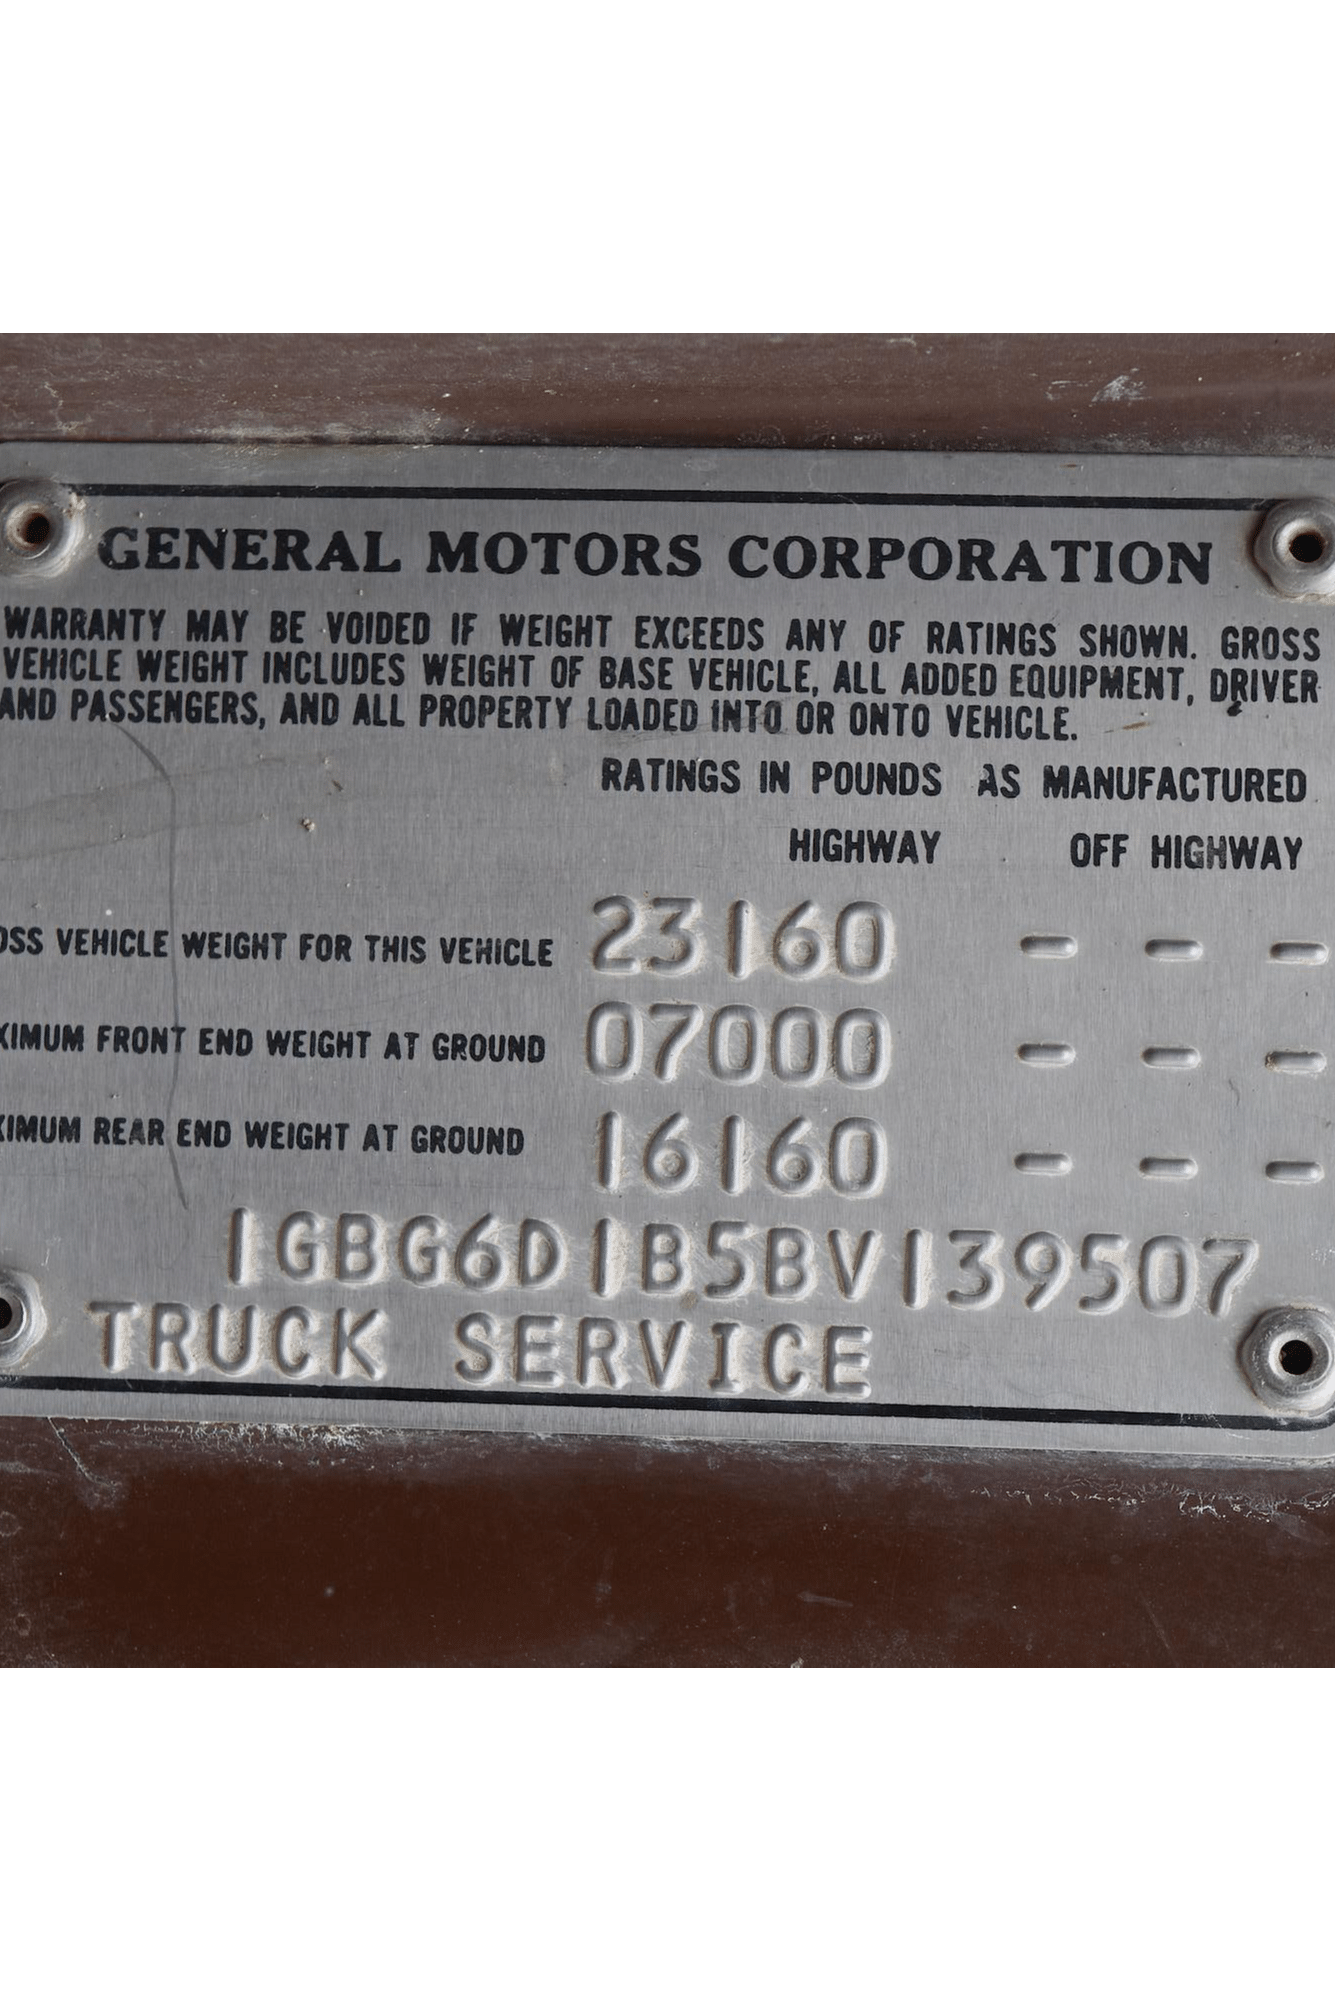 GENERAL MOTORS CORPORATION
WARRANTY MAY BE VOIDED IF WEIGHT EXCEEDS ANY OF RATINGS SHOWN. GROSS
VEHICLE WEIGHT INCLUDES WEIGHT OF BASE VEHICLE, ALL ADDED EQUIPMENT, DRIVER
AND PASSENGERS, AND ALL PROPERTY LOADED INTO OR ONTO VEHICLE.
RATINGS IN POUNDS AS MANUFACTURED
HIGHWAY OFF HIGHWAY
OSS VEHICLE WEIGHT FOR THIS VEHICLE 23160 - - -
XIMUM FRONT END WEIGHT AT GROUND 07000 - - -
XIMUM REAR END WEIGHT AT GROUND 16160 - - -
1GBG6D1B5BV139507
TRUCK SERVICE